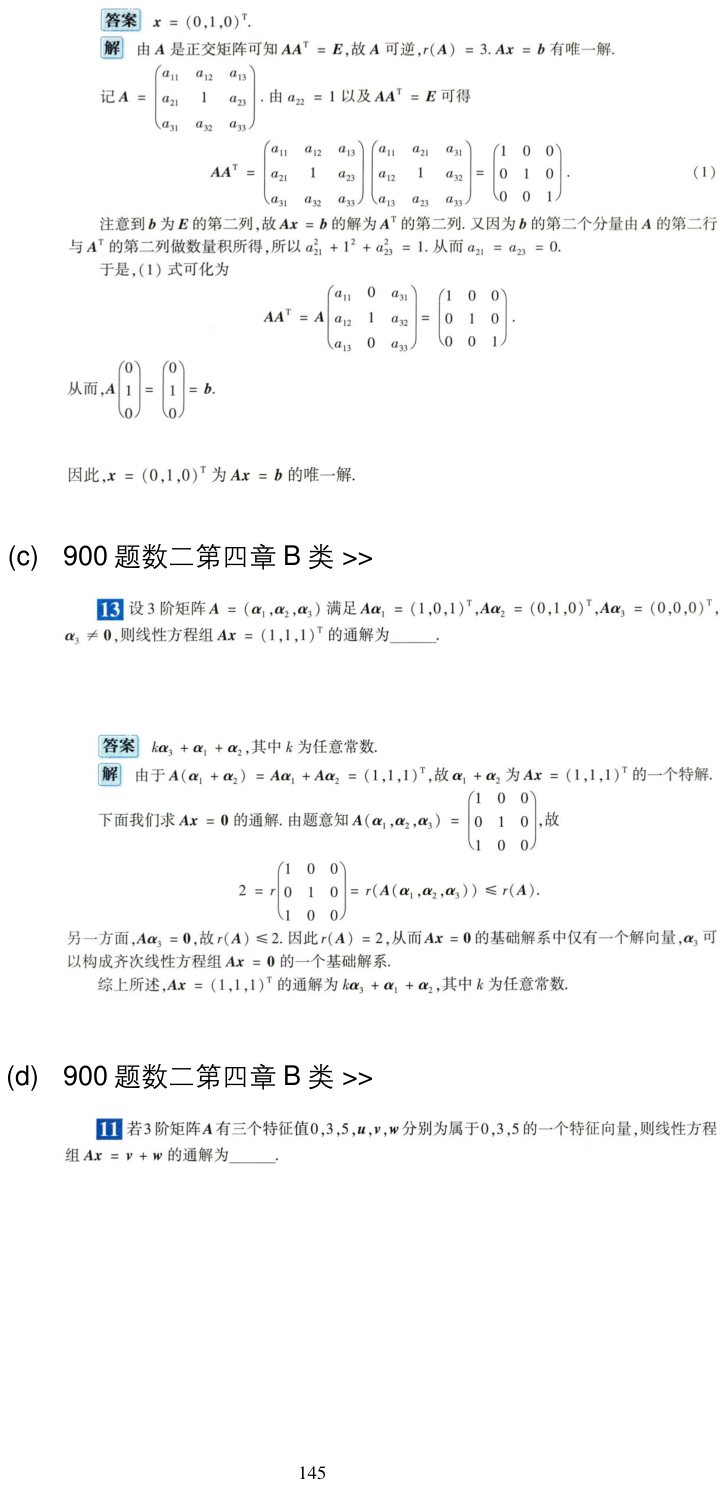 答案 x = (0,1,0)ᵀ.
解 由 A 是正交矩阵可知 AAᵀ = E,故 A 可逆,r(A) = 3. Ax = b 有唯一解.
记 A = (a₁₁ a₁₂ a₁₃; a₂₁ 1 a₂₃; a₃₁ a₃₂ a₃₃). 由 a₂₂ = 1 以及 AAᵀ = E 可得
AAᵀ = (a₁₁ a₁₂ a₁₃; a₂₁ 1 a₂₃; a₃₁ a₃₂ a₃₃)(a₁₁ a₂₁ a₃₁; a₁₂ 1 a₃₂; a₁₃ a₂₃ a₃₃) = (1 0 0; 0 1 0; 0 0 1). (1)
注意到 b 为 E 的第二列,故 Ax = b 的解为 Aᵀ 的第二列. 又因为 b 的第二个分量由 A 的第二行
与 Aᵀ 的第二列做数量积所得,所以 a₂₁² + 1² + a₂₃² = 1. 从而 a₂₁ = a₂₃ = 0.
于是,(1) 式可化为
AAᵀ = A(a₁₁ 0 a₃₁; a₁₂ 1 a₃₂; a₁₃ 0 a₃₃) = (1 0 0; 0 1 0; 0 0 1).
从而,A(0; 1; 0) = (0; 1; 0) = b.
因此,x = (0,1,0)ᵀ 为 Ax = b 的唯一解.
(c) 900 题数二第四章 B 类 >>
13 设 3 阶矩阵 A = (α₁,α₂,α₃) 满足 Aα₁ = (1,0,1)ᵀ,Aα₂ = (0,1,0)ᵀ,Aα₃ = (0,0,0)ᵀ,
α₃ ≠ 0,则线性方程组 Ax = (1,1,1)ᵀ 的通解为_____.
答案 kα₃ + α₁ + α₂,其中 k 为任意常数.
解 由于 A(α₁ + α₂) = Aα₁ + Aα₂ = (1,1,1)ᵀ,故 α₁ + α₂ 为 Ax = (1,1,1)ᵀ 的一个特解.
下面我们求 Ax = 0 的通解. 由题意知 A(α₁,α₂,α₃) = (1 0 0; 0 1 0; 1 0 0),故
2 = r(1 0 0; 0 1 0; 1 0 0) = r(A(α₁,α₂,α₃)) ≤ r(A).
另一方面,Aα₃ = 0,故 r(A) ≤ 2. 因此 r(A) = 2,从而 Ax = 0 的基础解系中仅有一个解向量,α₃ 可
以构成齐次线性方程组 Ax = 0 的一个基础解系.
综上所述,Ax = (1,1,1)ᵀ 的通解为 kα₃ + α₁ + α₂,其中 k 为任意常数.
(d) 900 题数二第四章 B 类 >>
11 若3阶矩阵 A 有三个特征值0,3,5,u,v,w 分别为属于0,3,5的一个特征向量,则线性方程
组 Ax = v + w 的通解为_____.
145